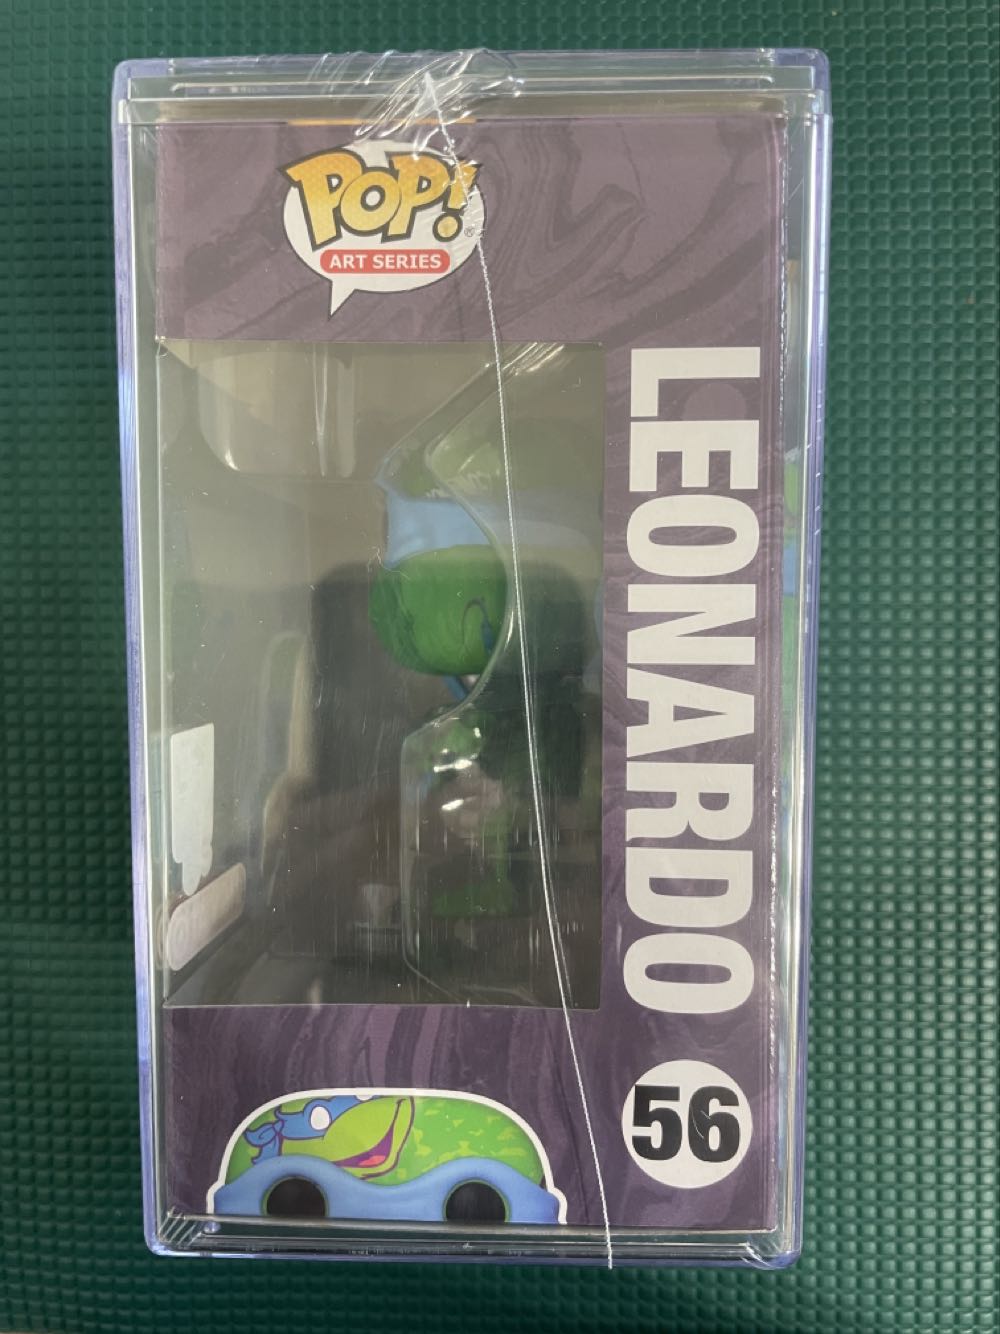 POP!®
ART SERIES
LEONARDO
56